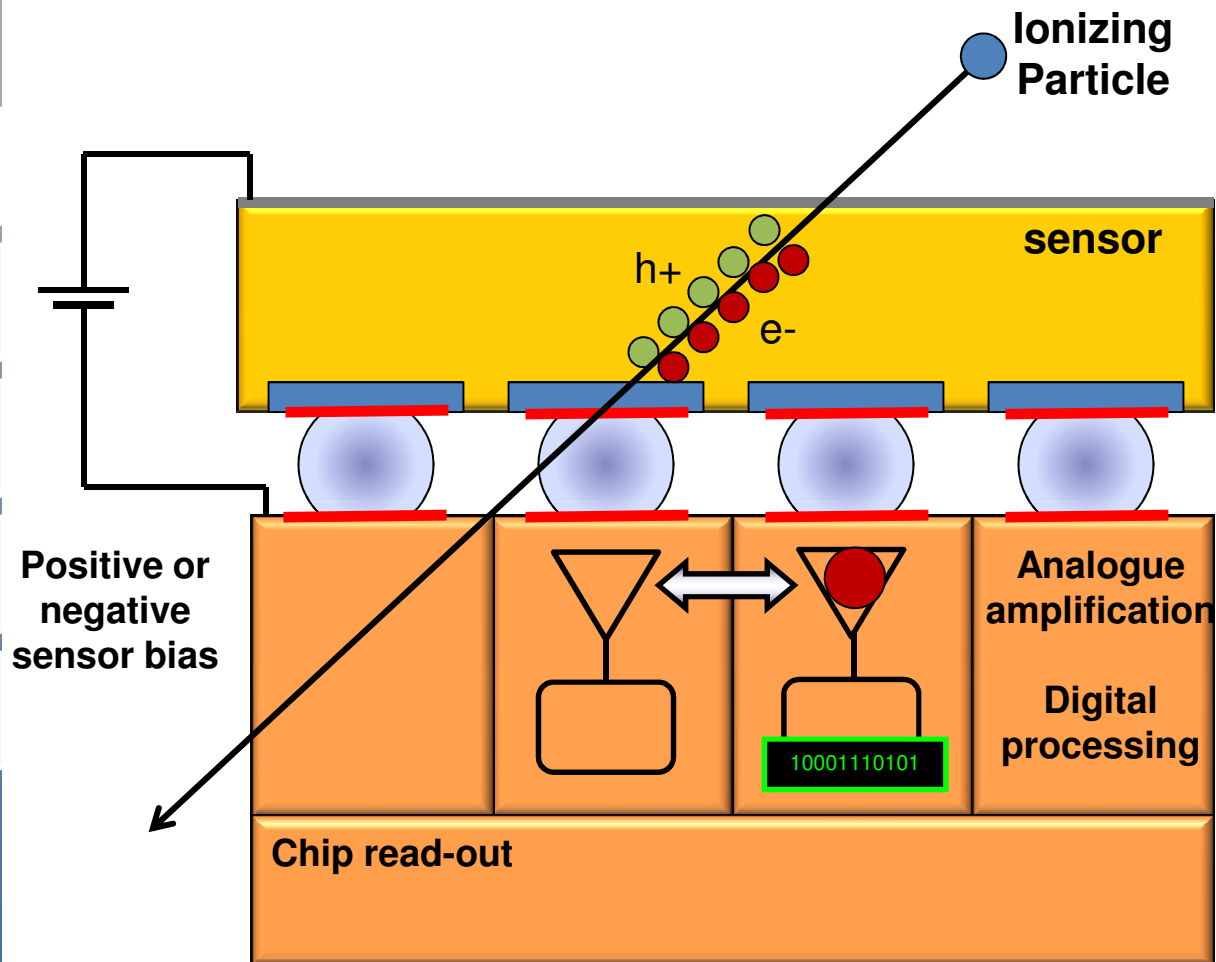 Ionizing
Particle
sensor
h+
e-
Positive or
negative
sensor bias
Analogue
amplification
Digital
processing
10001110101
Chip read-out